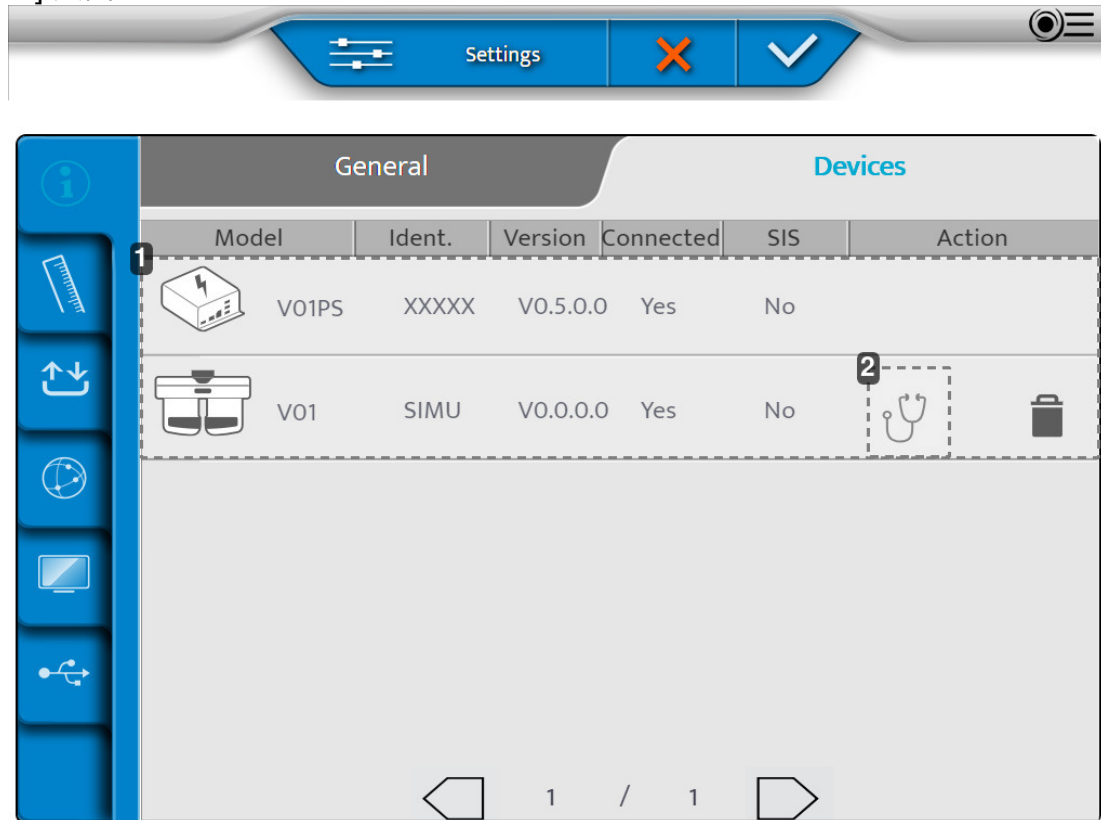 Settings
General Devices
Model Ident. Version Connected SIS Action
1
V01PS XXXXX V0.5.0.0 Yes No
2
V01 SIMU V0.0.0.0 Yes No
1 / 1